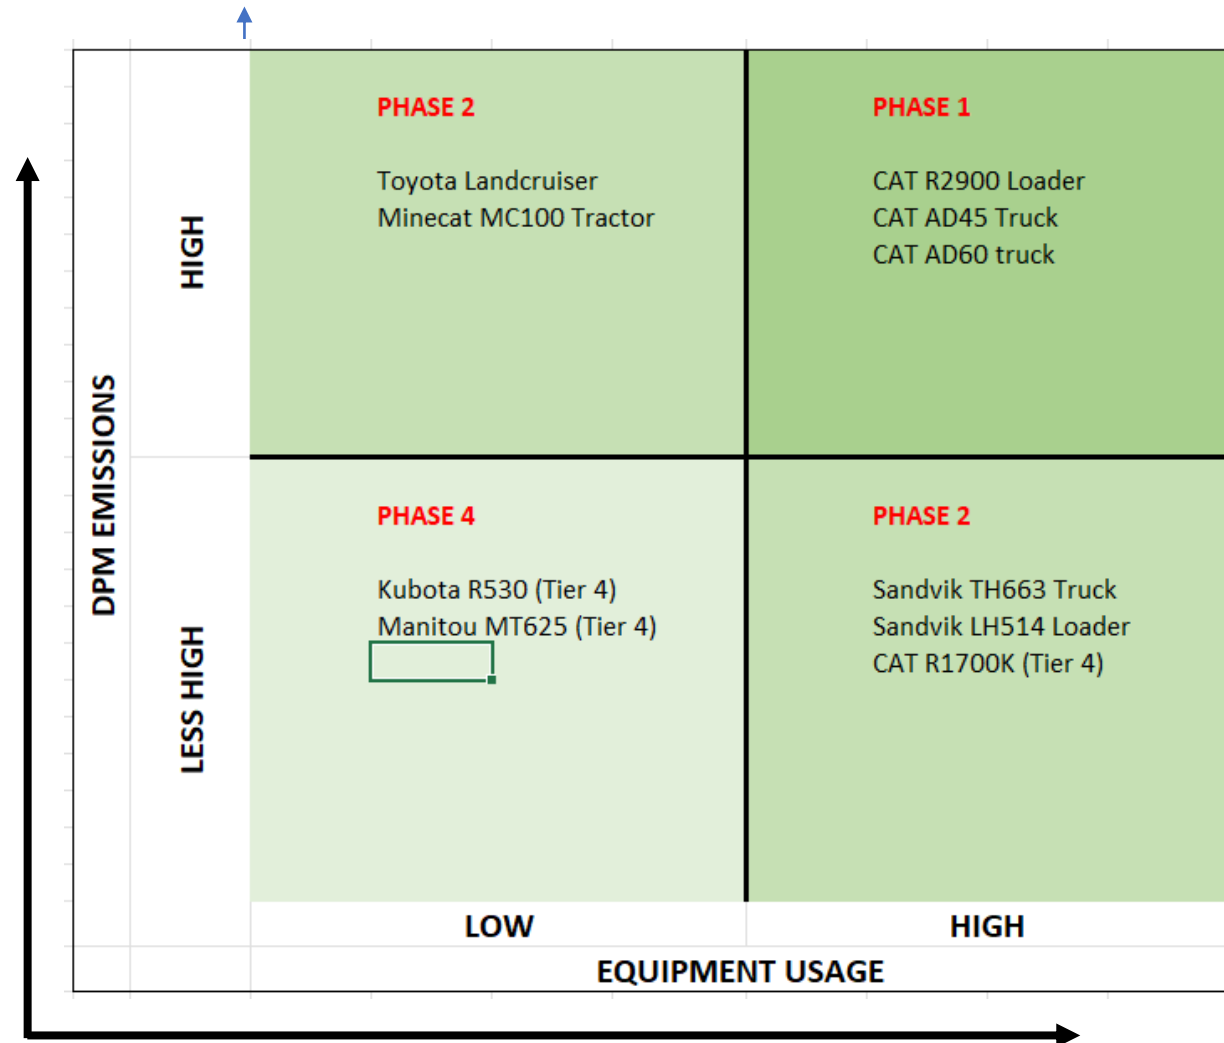 PHASE 2
Toyota Landcruiser
Minecat MC100 Tractor
PHASE 1
CAT R2900 Loader
CAT AD45 Truck
CAT AD60 truck
HIGH
DPM EMISSIONS
LESS HIGH
PHASE 4
Kubota R530 (Tier 4)
Manitou MT625 (Tier 4)
PHASE 2
Sandvik TH663 Truck
Sandvik LH514 Loader
CAT R1700K (Tier 4)
LOW
HIGH
EQUIPMENT USAGE